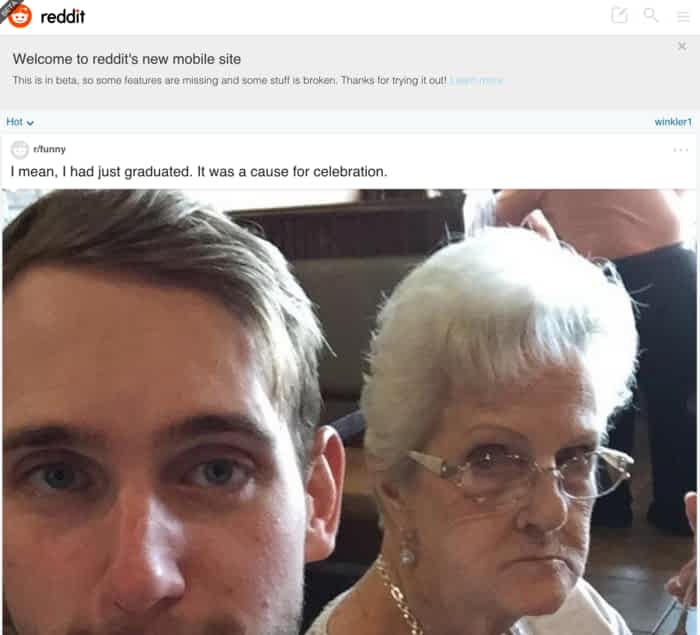 BETA
reddit
Welcome to reddit's new mobile site
This is in beta, so some features are missing and some stuff is broken. Thanks for trying it out! Learn more
Hot
winkler1
r/funny
I mean, I had just graduated. It was a cause for celebration.